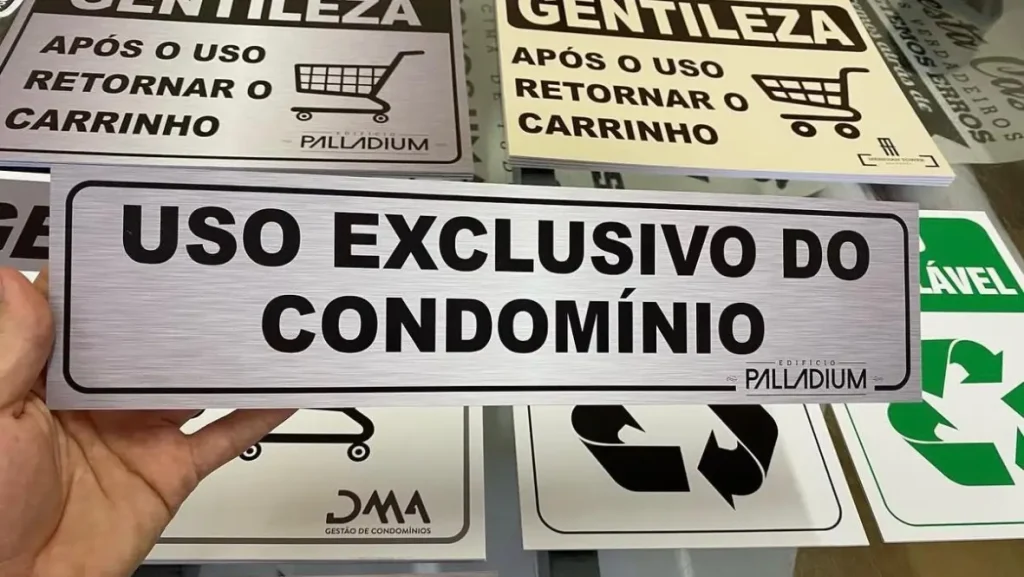 GENTILEZA
APÓS O USO
RETORNAR O
CARRINHO
EDIFÍCIO
PALLADIUM
GENTILEZA
APÓS O USO
RETORNAR O
CARRINHO
USO EXCLUSIVO DO
CONDOMÍNIO
EDIFÍCIO
PALLADIUM
DMA
GESTÃO DE CONDOMÍNIOS